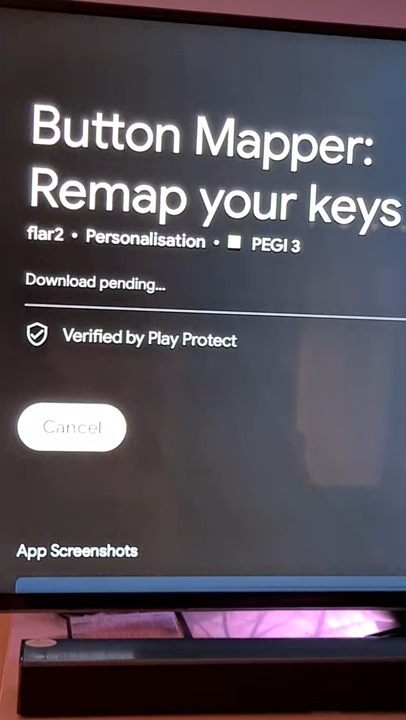 Button Mapper:
Remap your keys
flar2 • Personalisation • PEGI 3
Download pending...
Verified by Play Protect
Cancel
App Screenshots